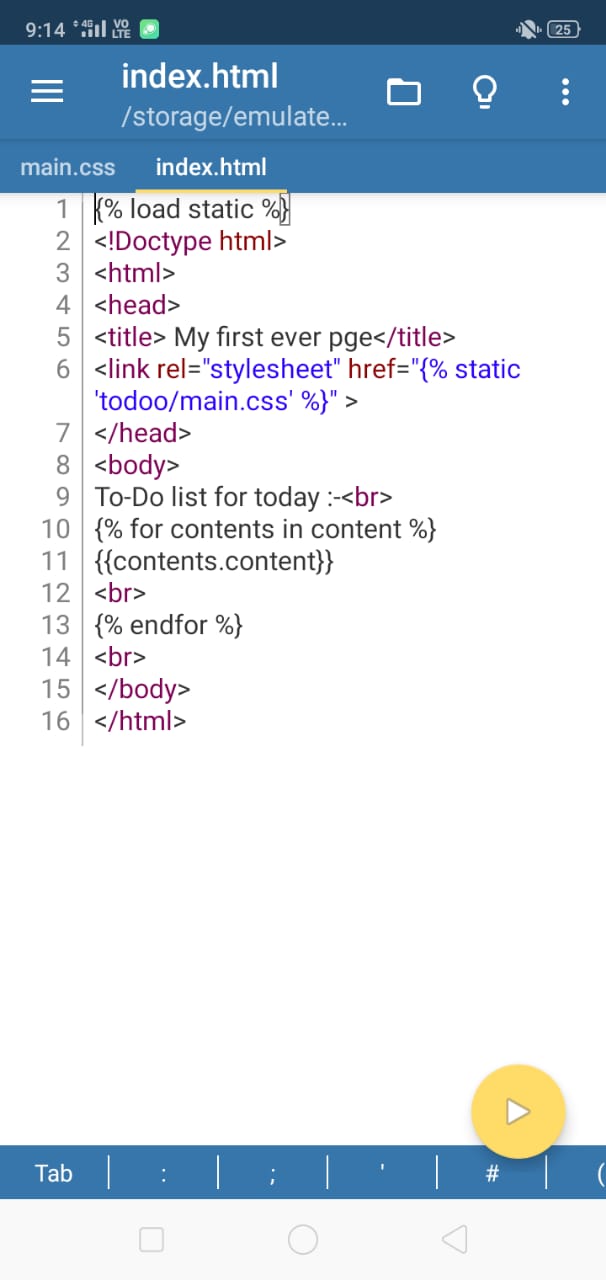 9:14 4G VO LTE 25
index.html
/storage/emulate...
main.css index.html
1 {% load static %}
2 <!Doctype html>
3 <html>
4 <head>
5 <title> My first ever pge</title>
6 <link rel="stylesheet" href="{% static
'todoo/main.css' %}" >
7 </head>
8 <body>
9 To-Do list for today :-<br>
10 {% for contents in content %}
11 {{contents.content}}
12 <br>
13 {% endfor %}
14 <br>
15 </body>
16 </html>
Tab : ; ' # (